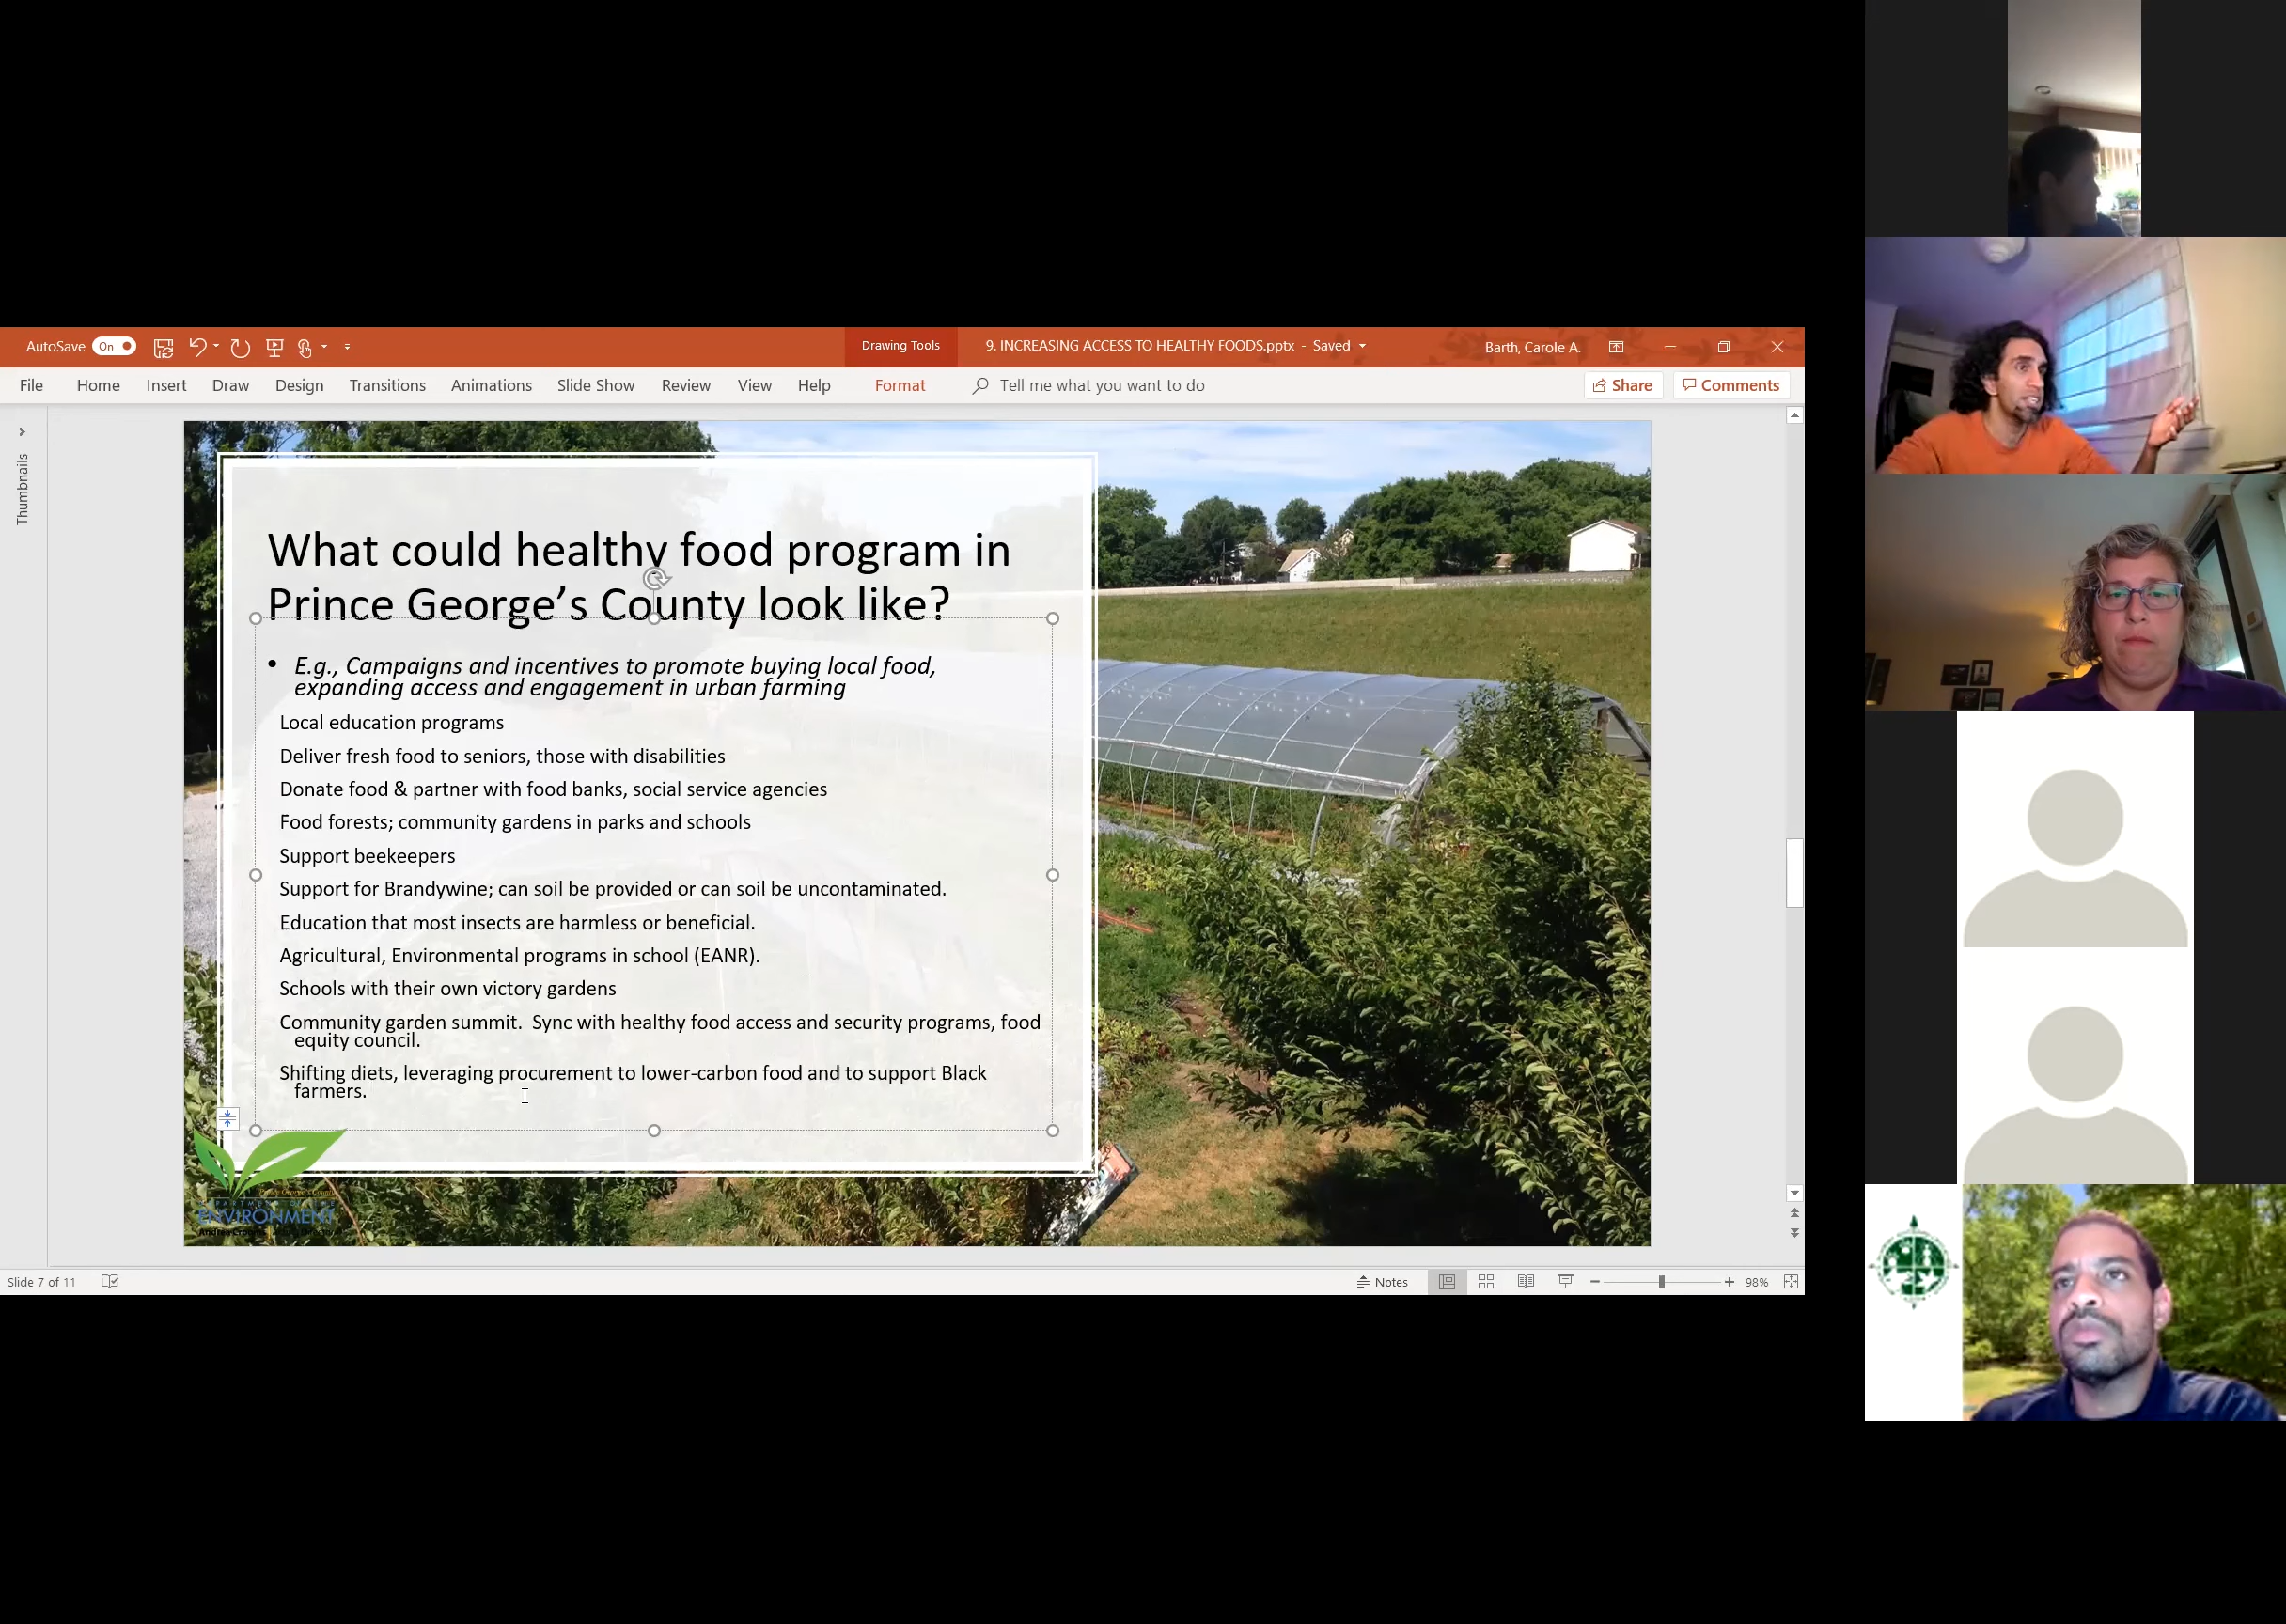 AutoSave On
Drawing Tools
9. INCREASING ACCESS TO HEALTHY FOODS.pptx - Saved
Barth, Carole A.
File Home Insert Draw Design Transitions Animations Slide Show Review View Help Format Tell me what you want to do Share Comments
Thumbnails
What could healthy food program in
Prince George’s County look like?
• E.g., Campaigns and incentives to promote buying local food,
expanding access and engagement in urban farming
Local education programs
Deliver fresh food to seniors, those with disabilities
Donate food & partner with food banks, social service agencies
Food forests; community gardens in parks and schools
Support beekeepers
Support for Brandywine; can soil be provided or can soil be uncontaminated.
Education that most insects are harmless or beneficial.
Agricultural, Environmental programs in school (EANR).
Schools with their own victory gardens
Community garden summit.  Sync with healthy food access and security programs, food
equity council.
Shifting diets, leveraging procurement to lower-carbon food and to support Black
farmers.
ENVIRONMENT
Slide 7 of 11
Notes
98%